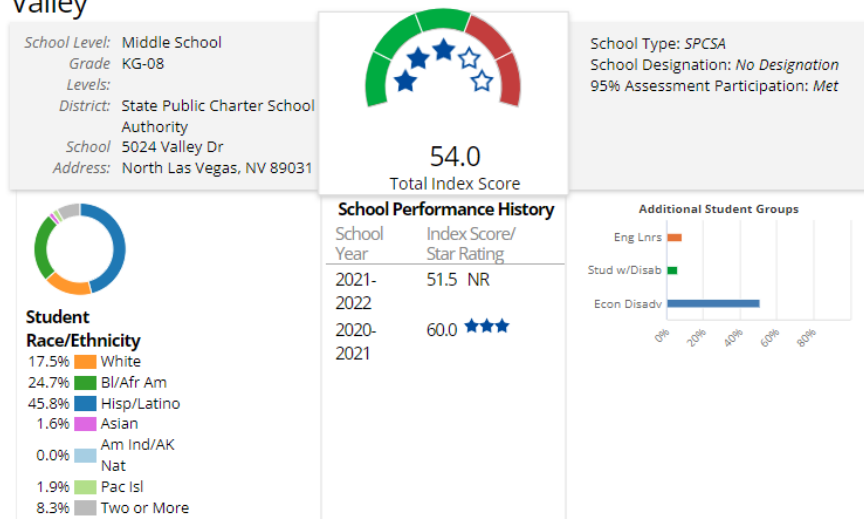 Valley
School Level: Middle School
Grade Levels: KG-08
District: State Public Charter School
Authority
School Address: 5024 Valley Dr
North Las Vegas, NV 89031
54.0
Total Index Score
School Type: SPCSA
School Designation: No Designation
95% Assessment Participation: Met
Student
Race/Ethnicity
17.5% White
24.7% Bl/Afr Am
45.8% Hisp/Latino
1.6% Asian
0.0% Am Ind/AK
Nat
1.9% Pac Isl
8.3% Two or More
School Performance History
School Year
Index Score/
Star Rating
2021-2022 51.5 NR
2020-2021 60.0
Additional Student Groups
Eng Lnrs
Stud w/Disab
Econ Disadv
0% 20% 40% 60% 80%